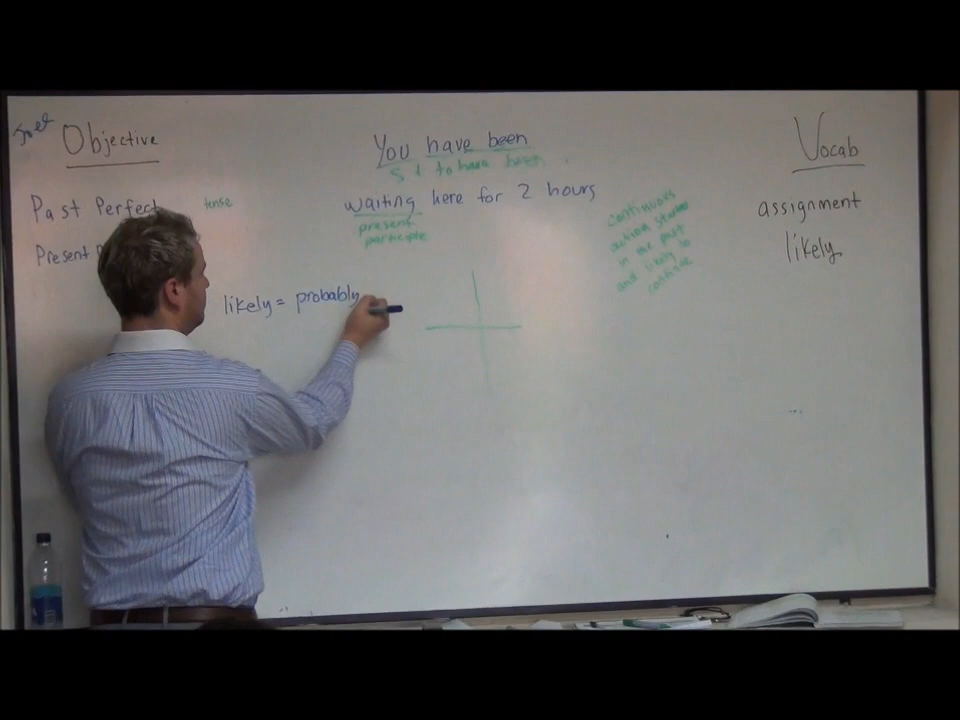 Objective
Past Perfect tense
Present
You have been
S + to have been.
waiting here for 2 hours
present
participle
likely = probably
continuous
action started
in the past
and likely to
continue
Vocab
assignment
likely
...